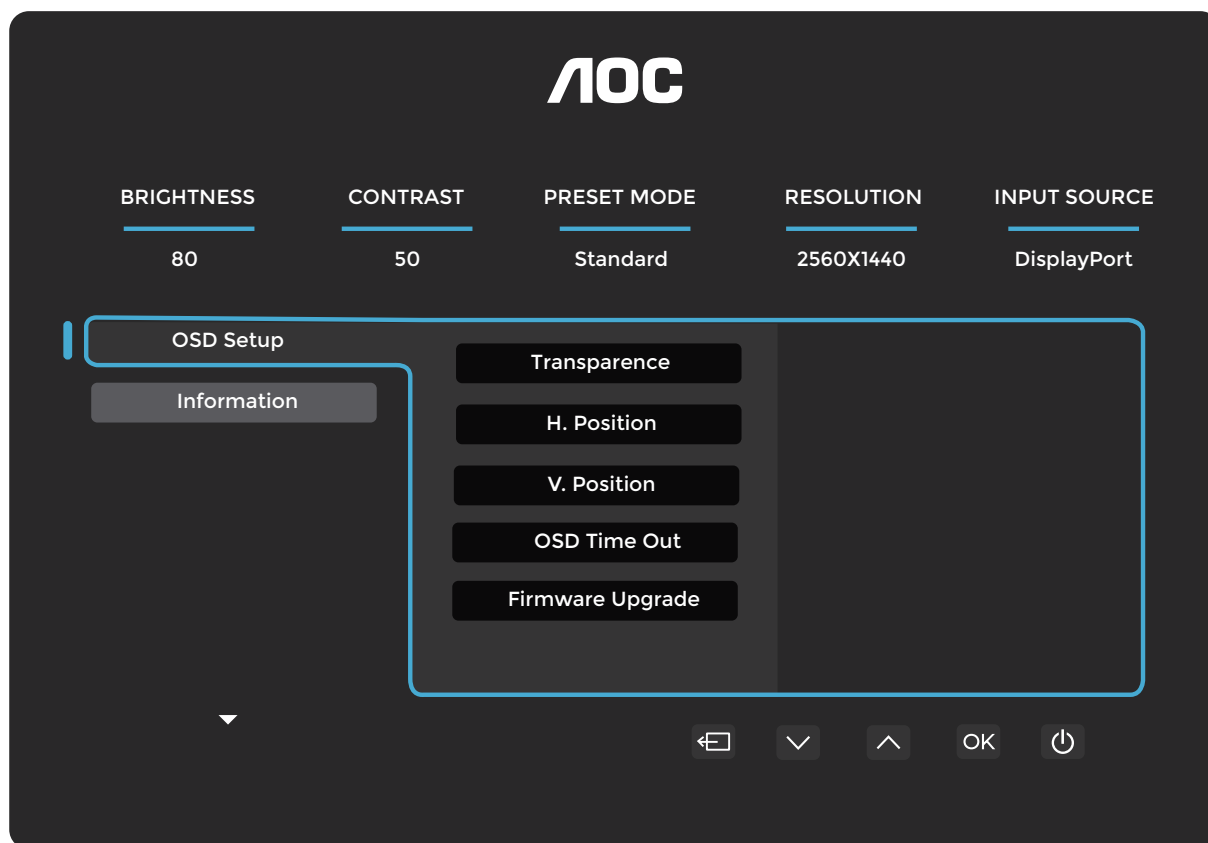 AOC
BRIGHTNESS CONTRAST PRESET MODE RESOLUTION INPUT SOURCE
80 50 Standard 2560X1440 DisplayPort
OSD Setup
Transparence
Information
H. Position
V. Position
OSD Time Out
Firmware Upgrade
OK